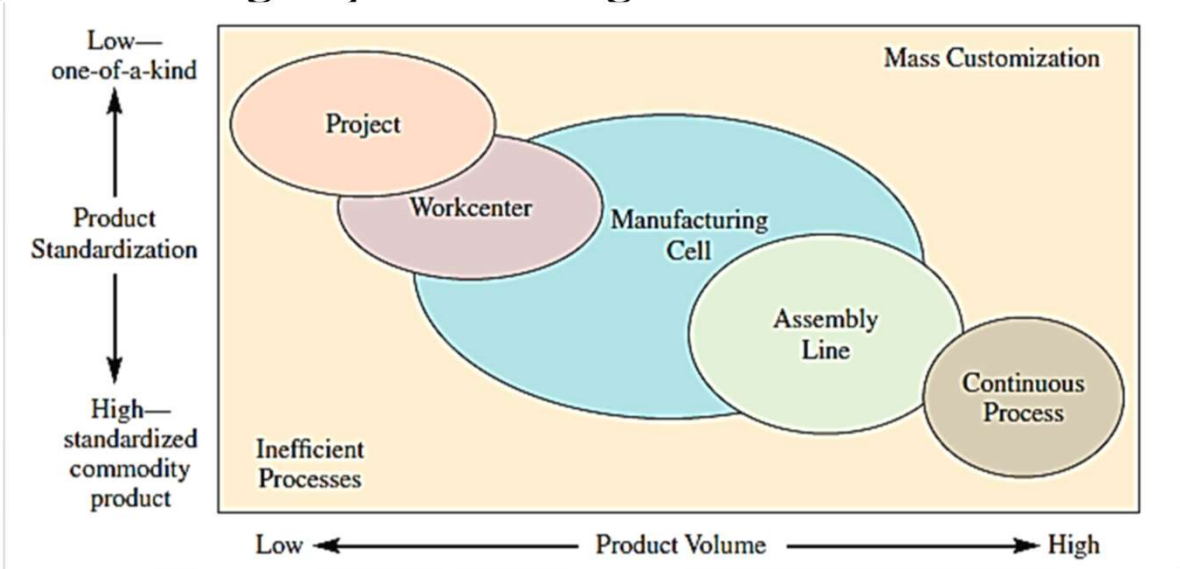 Low—
one-of-a-kind
Mass Customization
Project
Workcenter
Product
Standardization
Manufacturing
Cell
Assembly
Line
Continuous
Process
High—
standardized
commodity
product
Inefficient
Processes
Low
Product Volume
High